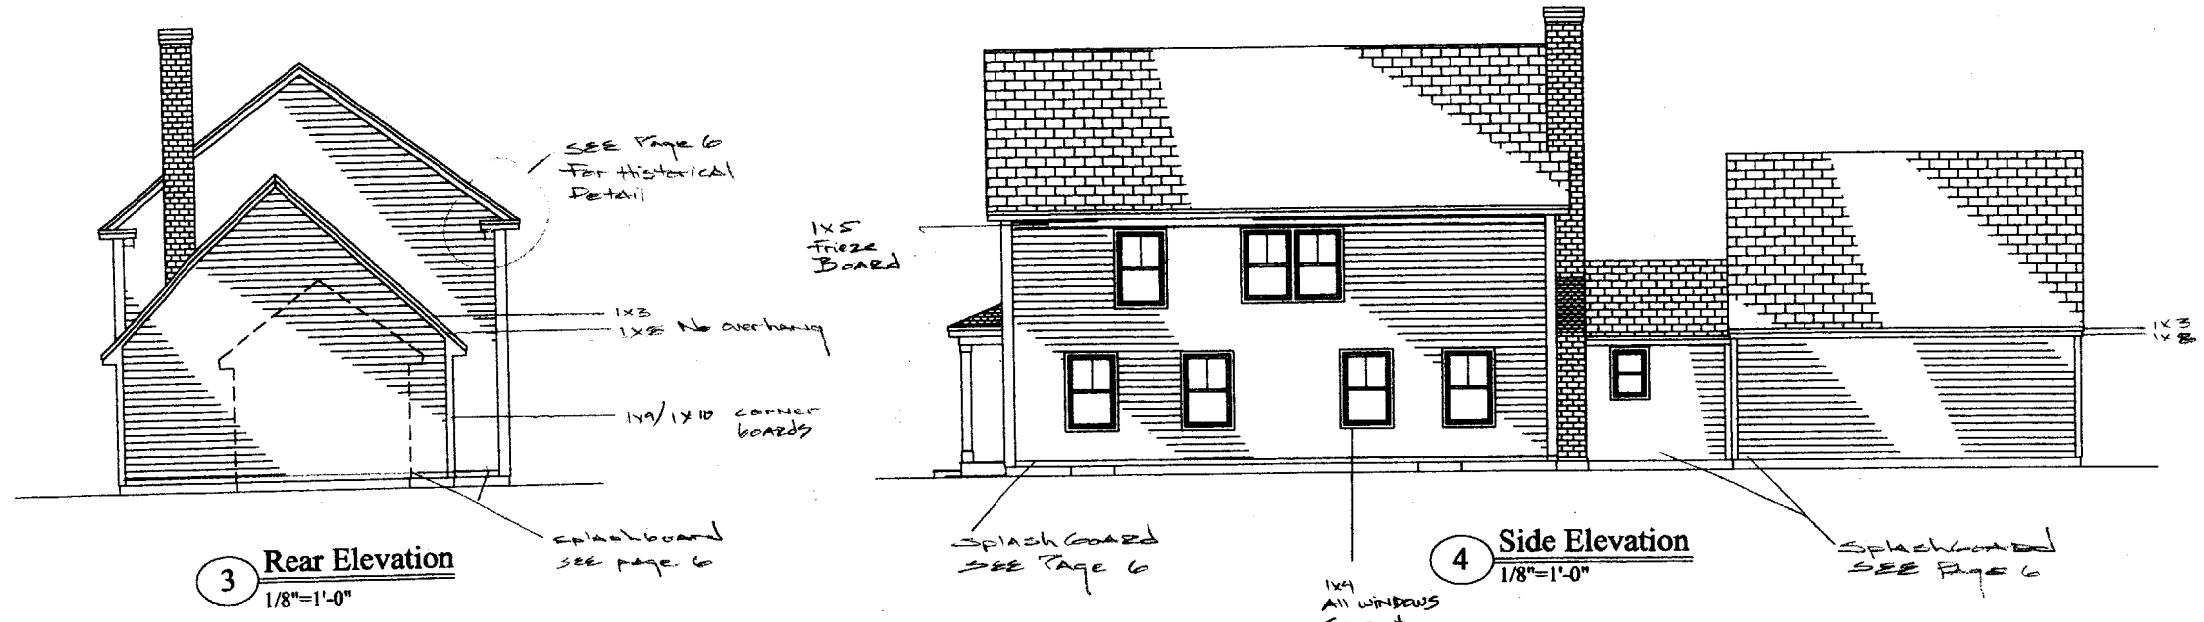 SEE Page 6
For Historical
Detail
1x3
1x8 No overhang
1x9/1x10 corner
boards
splashboard
SEE page 6
3
Rear Elevation
1/8"=1'-0"
1x5
Frieze
Board
1x3
1x8
Splashboard
SEE Page 6
1x4
All windows
4
Side Elevation
1/8"=1'-0"
Splashboard
SEE Page 6